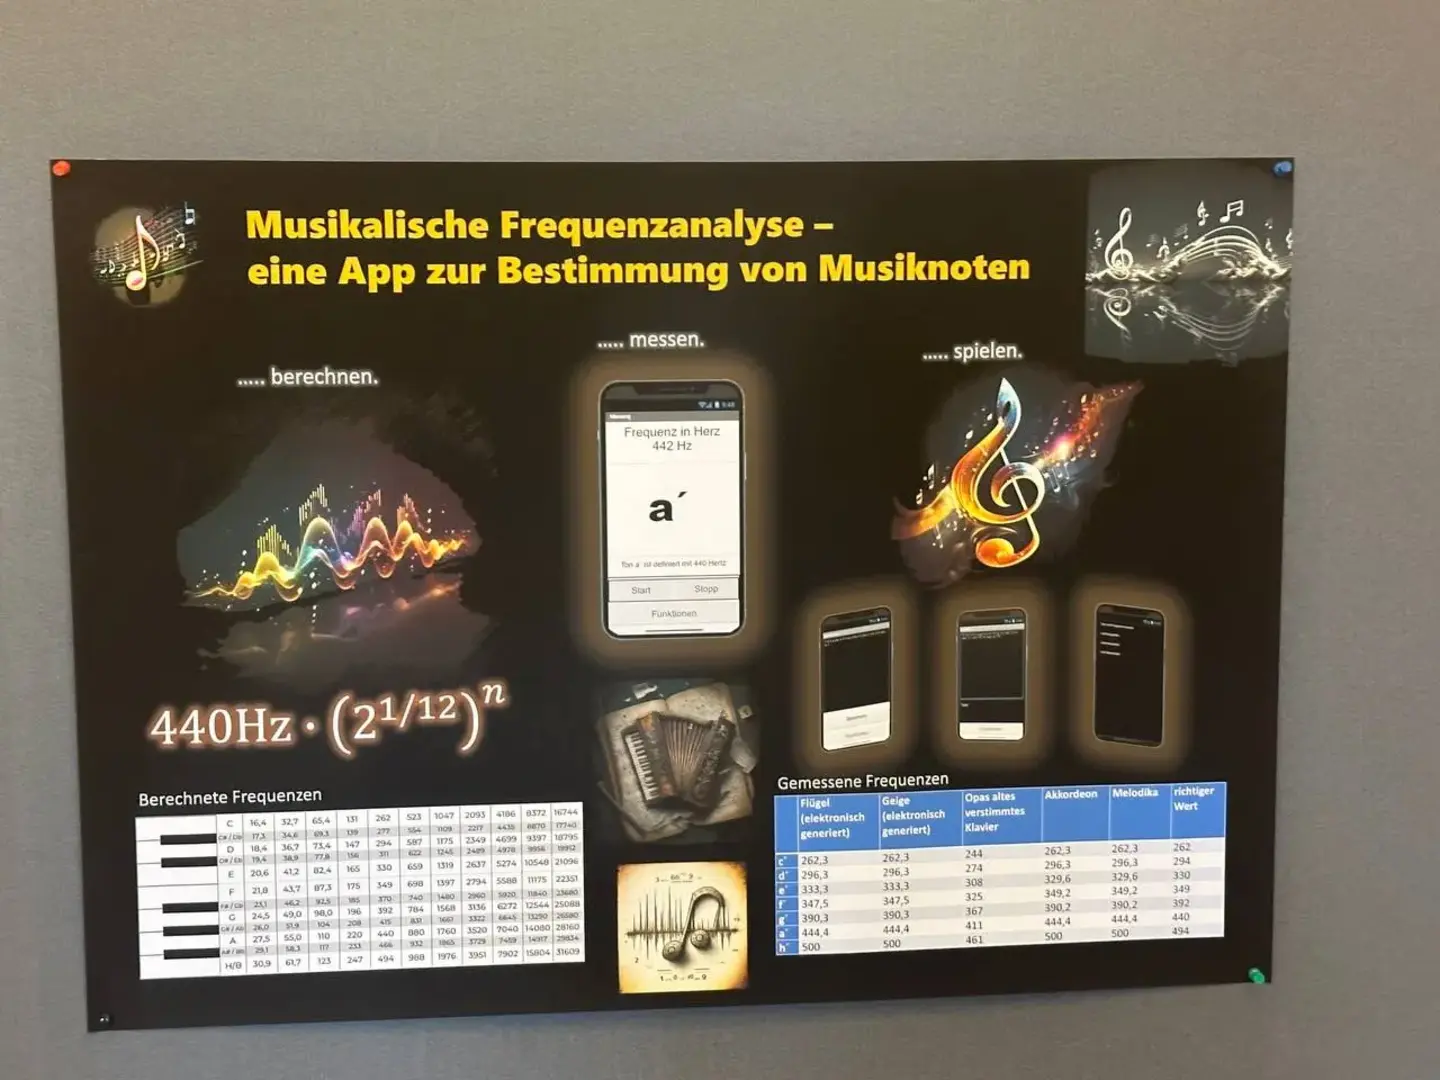 Musikalische Frequenzanalyse –
eine App zur Bestimmung von Musiknoten
..... berechnen.
..... messen.
..... spielen.
Messung
9:48
Frequenz in Herz
442 Hz
a´
Ton a´ ist definiert mit 440 Hertz
Start Stopp
Funktionen
440Hz · (2^1/12)^n
Berechnete Frequenzen
C 16,4 32,7 65,4 131 262 523 1047 2093 4186 8372 16744
C# / Db 17,3 34,6 69,3 139 277 554 1109 2217 4435 8870 17740
D 18,4 36,7 73,4 147 294 587 1175 2349 4699 9397 18795
D# / Eb 19,4 38,9 77,8 156 311 622 1245 2489 4978 9956 19912
E 20,6 41,2 82,4 165 330 659 1319 2637 5274 10548 21096
F 21,8 43,7 87,3 175 349 698 1397 2794 5588 11175 22351
F# / Gb 23,1 46,2 92,5 185 370 740 1480 2960 5920 11840 23680
G 24,5 49,0 98,0 196 392 784 1568 3136 6272 12544 25088
G# / Ab 26,0 51,9 104 208 415 831 1661 3322 6645 13290 26580
A 27,5 55,0 110 220 440 880 1760 3520 7040 14080 28160
A# / Bb 29,1 58,3 117 233 466 932 1865 3729 7459 14917 29834
H/B 30,9 61,7 123 247 494 988 1976 3951 7902 15804 31609
Gemessene Frequenzen
Flügel (elektronisch generiert) Geige (elektronisch generiert) Opas altes verstimmtes Klavier Akkordeon Melodika richtiger Wert
c´ 262,3 262,3 244 262,3 262,3 262
d´ 296,3 296,3 274 296,3 296,3 294
e´ 333,3 333,3 308 329,6 329,6 330
f´ 347,5 347,5 325 349,2 349,2 349
g´ 390,3 390,3 367 390,2 390,2 392
a´ 444,4 444,4 411 444,4 444,4 440
h´ 500 500 461 500 500 494